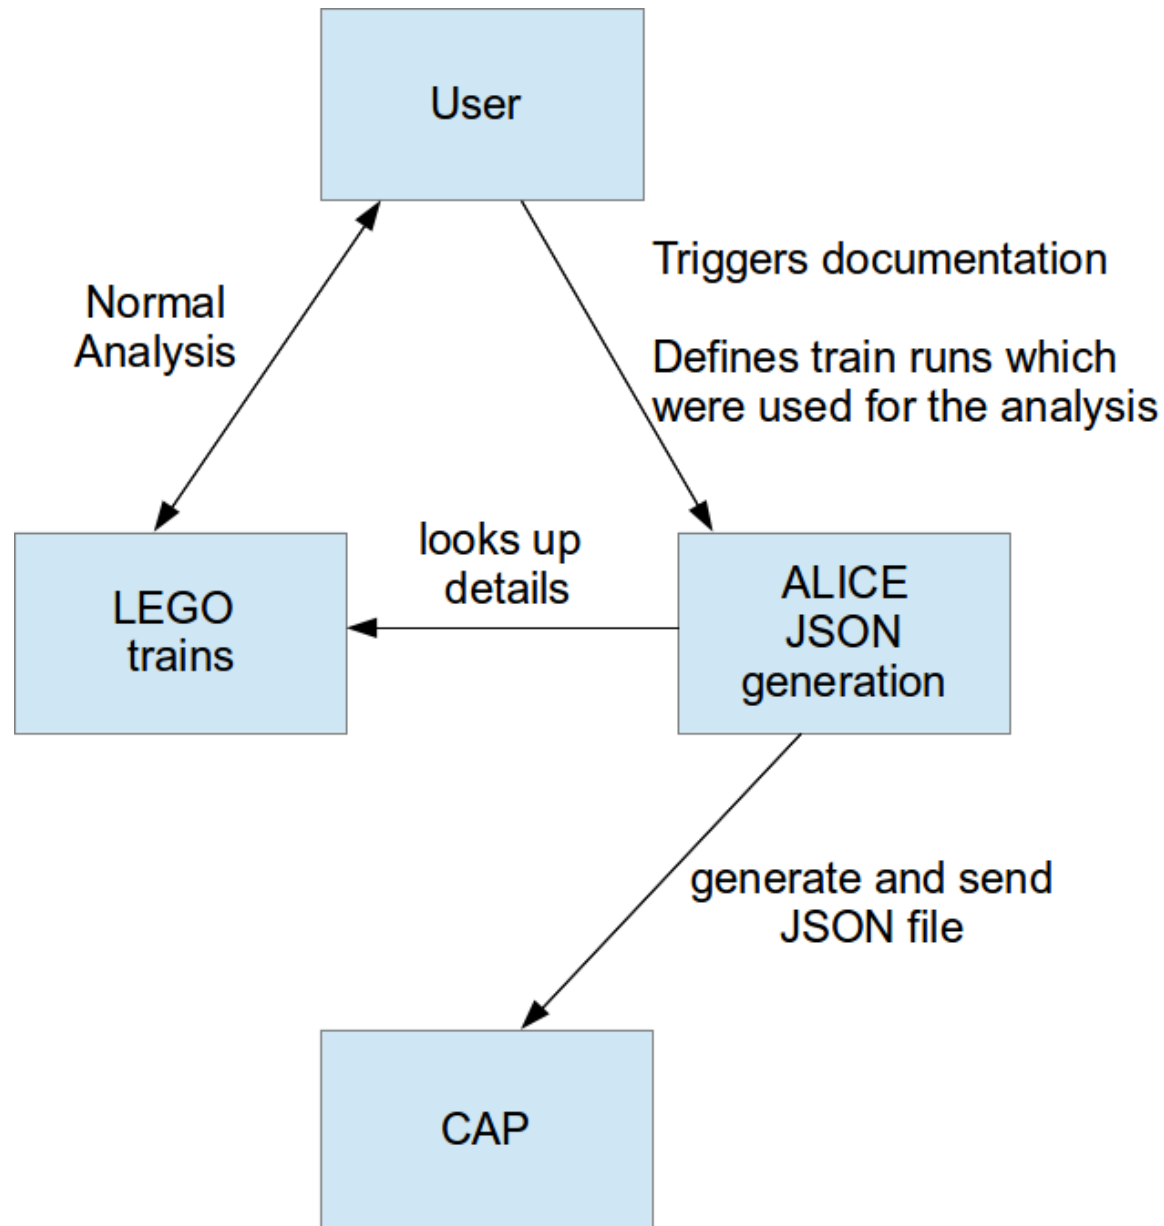 User
Triggers documentation
Normal
Analysis
Defines train runs which
were used for the analysis
looks up
details
LEGO
trains
ALICE
JSON
generation
generate and send
JSON file
CAP